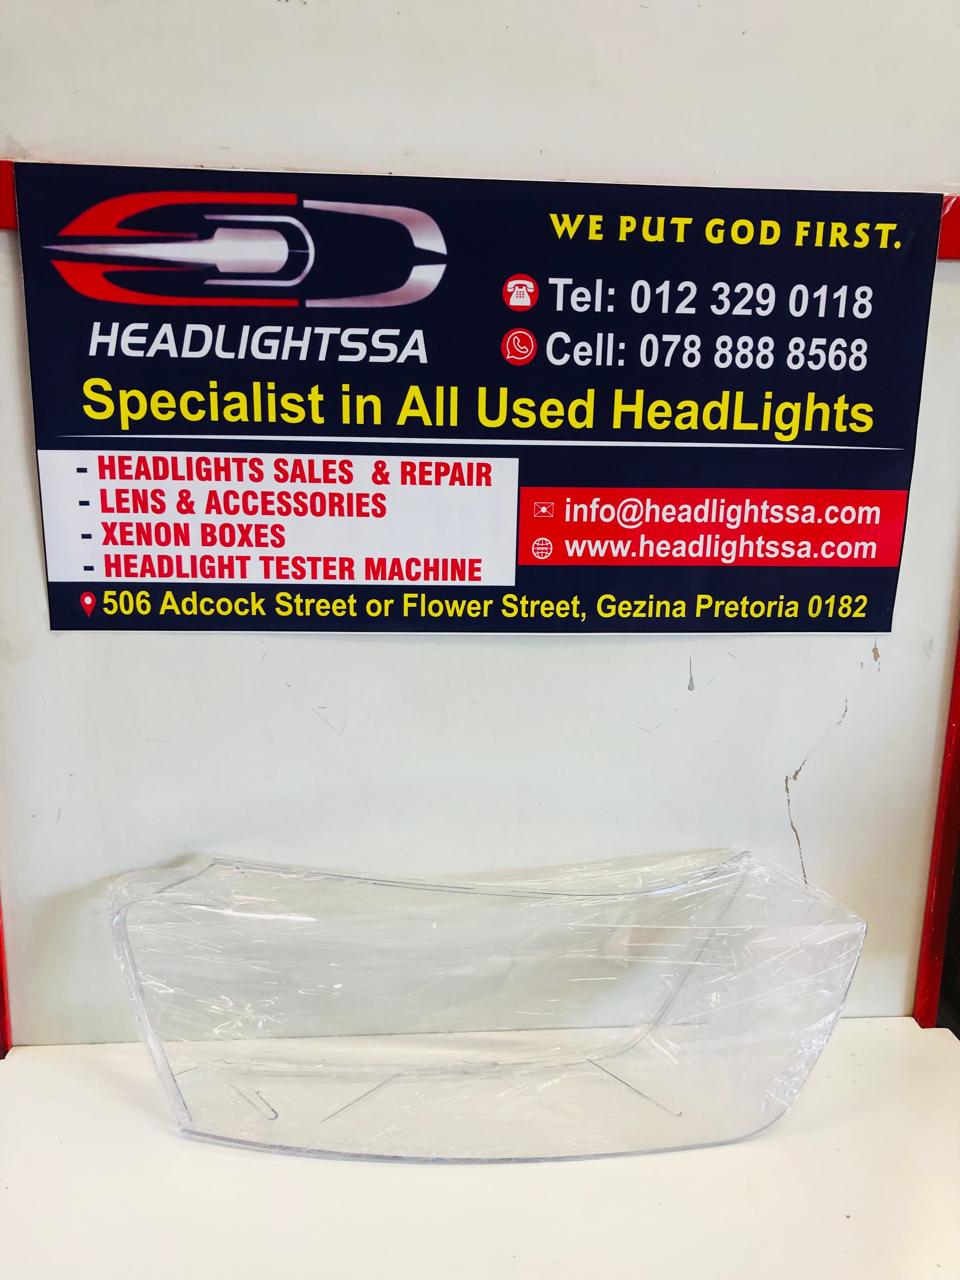 WE PUT GOD FIRST.
Tel: 012 329 0118
HEADLIGHTSSA
Cell: 078 888 8568
Specialist in All Used HeadLights
- HEADLIGHTS SALES & REPAIR
- LENS & ACCESSORIES
- XENON BOXES
- HEADLIGHT TESTER MACHINE
info@headlightssa.com
www.headlightssa.com
506 Adcock Street or Flower Street, Gezina Pretoria 0182